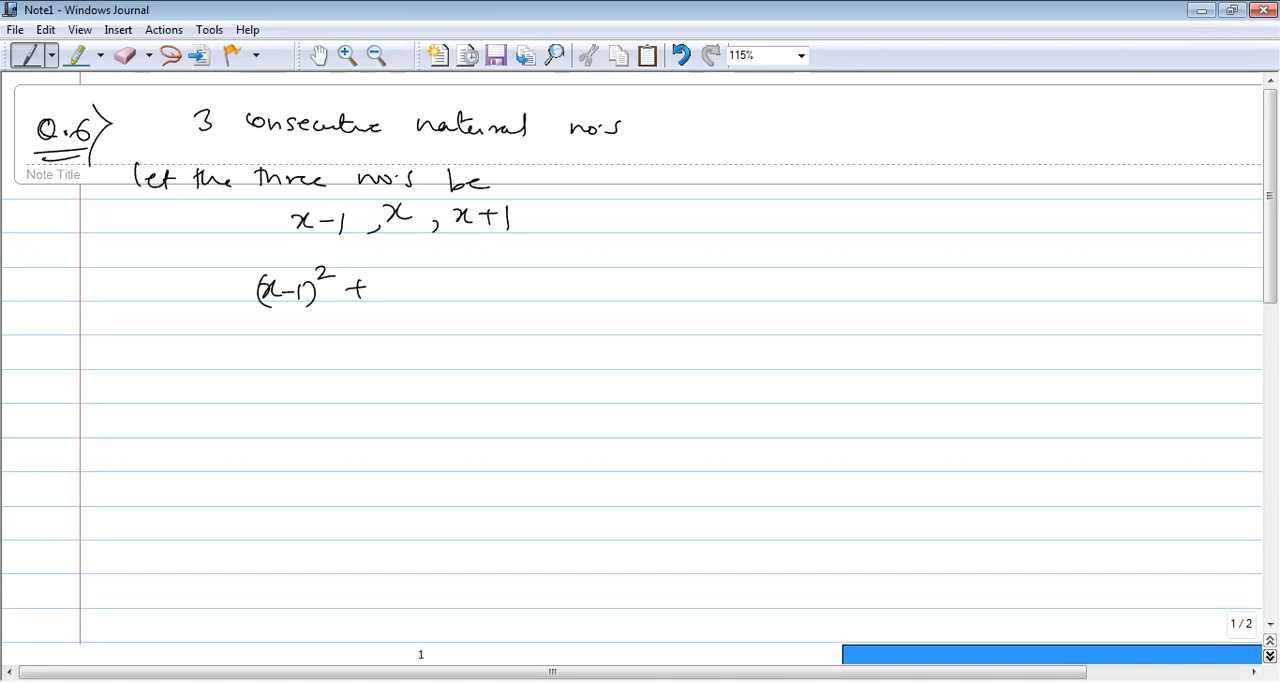 Note1 - Windows Journal
File Edit View Insert Actions Tools Help
115%
Q.6) 3 consecutive natural no.s
Note Title
let the three no.s be
x-1 , x , x+1
(x-1)² +
1 / 2
1